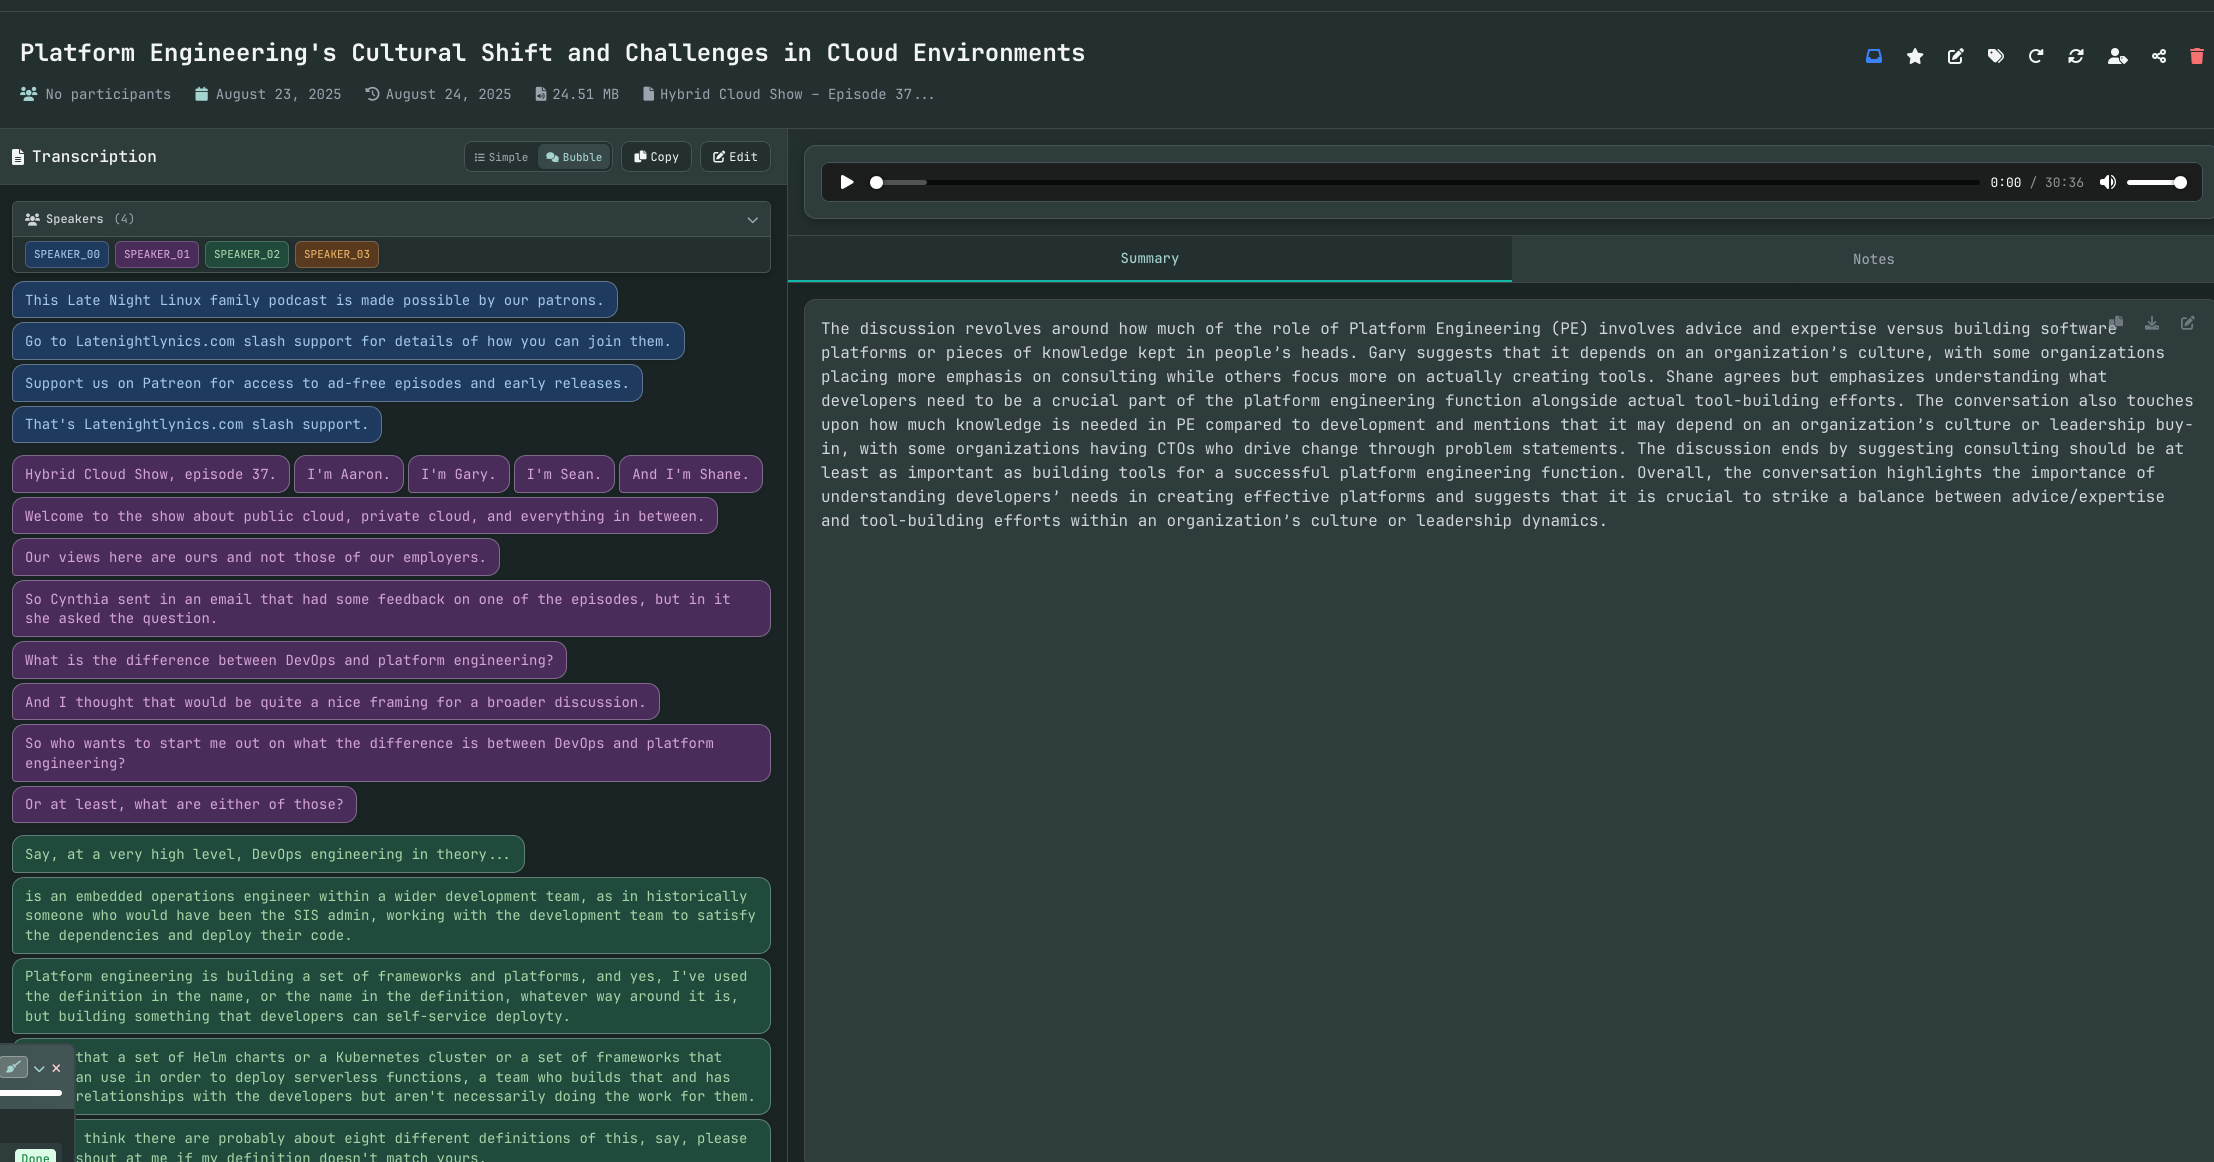 Platform Engineering's Cultural Shift and Challenges in Cloud Environments
No participants August 23, 2025 August 24, 2025 24.51 MB Hybrid Cloud Show – Episode 37...
Transcription Simple Bubble Copy Edit
Speakers (4)
SPEAKER_00 SPEAKER_01 SPEAKER_02 SPEAKER_03
This Late Night Linux family podcast is made possible by our patrons.
Go to Latenightlynics.com slash support for details of how you can join them.
Support us on Patreon for access to ad-free episodes and early releases.
That's Latenightlynics.com slash support.
Hybrid Cloud Show, episode 37. I'm Aaron. I'm Gary. I'm Sean. And I'm Shane.
Welcome to the show about public cloud, private cloud, and everything in between.
Our views here are ours and not those of our employers.
So Cynthia sent in an email that had some feedback on one of the episodes, but in it
she asked the question.
What is the difference between DevOps and platform engineering?
And I thought that would be quite a nice framing for a broader discussion.
So who wants to start me out on what the difference is between DevOps and platform
engineering?
Or at least, what are either of those?
Say, at a very high level, DevOps engineering in theory...
is an embedded operations engineer within a wider development team, as in historically
someone who would have been the SIS admin, working with the development team to satisfy
the dependencies and deploy their code.
Platform engineering is building a set of frameworks and platforms, and yes, I've used
the definition in the name, or the name in the definition, whatever way around it is,
but building something that developers can self-service deployty.
that a set of Helm charts or a Kubernetes cluster or a set of frameworks that
an use in order to deploy serverless functions, a team who builds that and has
relationships with the developers but aren't necessarily doing the work for them.
think there are probably about eight different definitions of this, say, please
shout at me if my definition doesn't match yours.
Done
0:00 / 30:36
Summary Notes
The discussion revolves around how much of the role of Platform Engineering (PE) involves advice and expertise versus building software
platforms or pieces of knowledge kept in people’s heads. Gary suggests that it depends on an organization’s culture, with some organizations
placing more emphasis on consulting while others focus more on actually creating tools. Shane agrees but emphasizes understanding what
developers need to be a crucial part of the platform engineering function alongside actual tool-building efforts. The conversation also touches
upon how much knowledge is needed in PE compared to development and mentions that it may depend on an organization’s culture or leadership buy-
in, with some organizations having CTOs who drive change through problem statements. The discussion ends by suggesting consulting should be at
least as important as building tools for a successful platform engineering function. Overall, the conversation highlights the importance of
understanding developers’ needs in creating effective platforms and suggests that it is crucial to strike a balance between advice/expertise
and tool-building efforts within an organization’s culture or leadership dynamics.